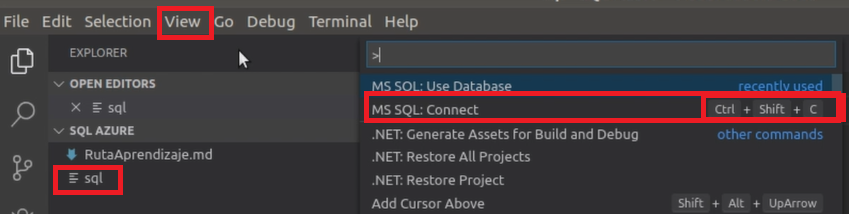 File Edit Selection View Go Debug Terminal Help
EXPLORER
OPEN EDITORS
sql
SQL AZURE
RutaAprendizaje.md
sql
>
MS SQL: Use Database recently used
MS SQL: Connect Ctrl + Shift + C
.NET: Generate Assets for Build and Debug other commands
.NET: Restore All Projects
.NET: Restore Project
Add Cursor Above Shift + Alt + UpArrow